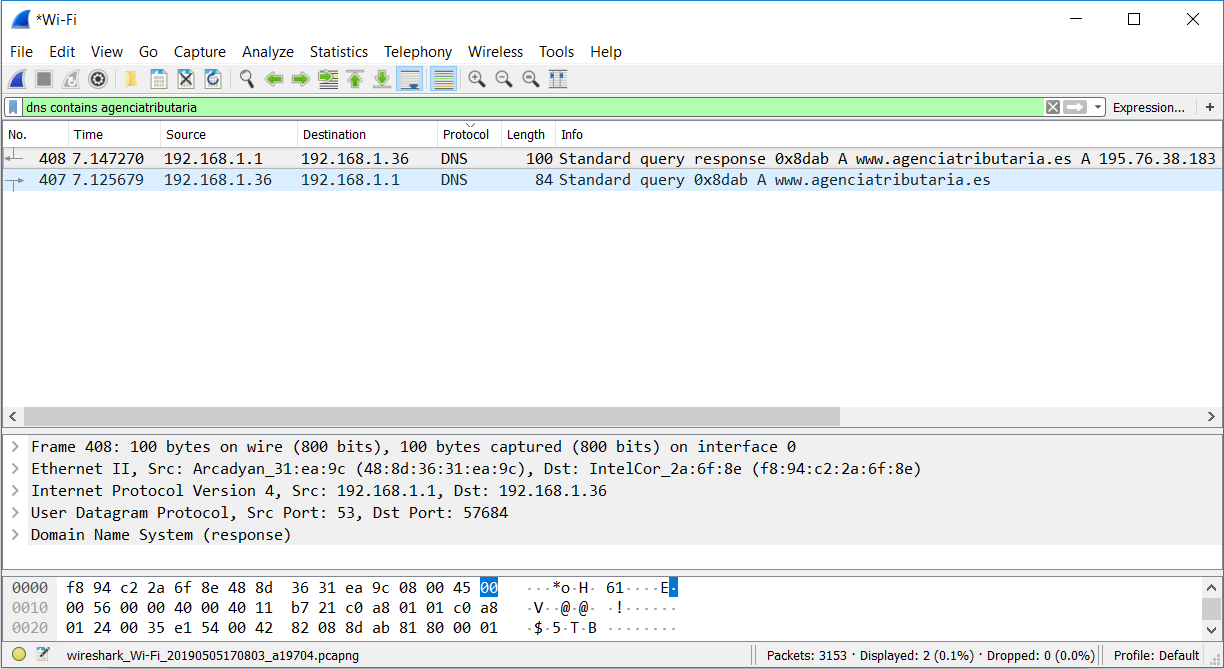 *Wi-Fi
File Edit View Go Capture Analyze Statistics Telephony Wireless Tools Help
dns contains agenciatributaria Expression... +
No. Time Source Destination Protocol Length Info
408 7.147270 192.168.1.1 192.168.1.36 DNS 100 Standard query response 0x8dab A www.agenciatributaria.es A 195.76.38.183
407 7.125679 192.168.1.36 192.168.1.1 DNS 84 Standard query 0x8dab A www.agenciatributaria.es
> Frame 408: 100 bytes on wire (800 bits), 100 bytes captured (800 bits) on interface 0
> Ethernet II, Src: Arcadyan_31:ea:9c (48:8d:36:31:ea:9c), Dst: IntelCor_2a:6f:8e (f8:94:c2:2a:6f:8e)
> Internet Protocol Version 4, Src: 192.168.1.1, Dst: 192.168.1.36
> User Datagram Protocol, Src Port: 53, Dst Port: 57684
> Domain Name System (response)
0000 f8 94 c2 2a 6f 8e 48 8d 36 31 ea 9c 08 00 45 00 ···*o·H· 61····E·
0010 00 56 00 00 40 00 40 11 b7 21 c0 a8 01 01 c0 a8 ·V··@·@· ·!······
0020 01 24 00 35 e1 54 00 42 82 08 8d ab 81 80 00 01 ·$·5·T·B ········
wireshark_Wi-Fi_20190505170803_a19704.pcapng Packets: 3153 · Displayed: 2 (0.1%) · Dropped: 0 (0.0%) Profile: Default